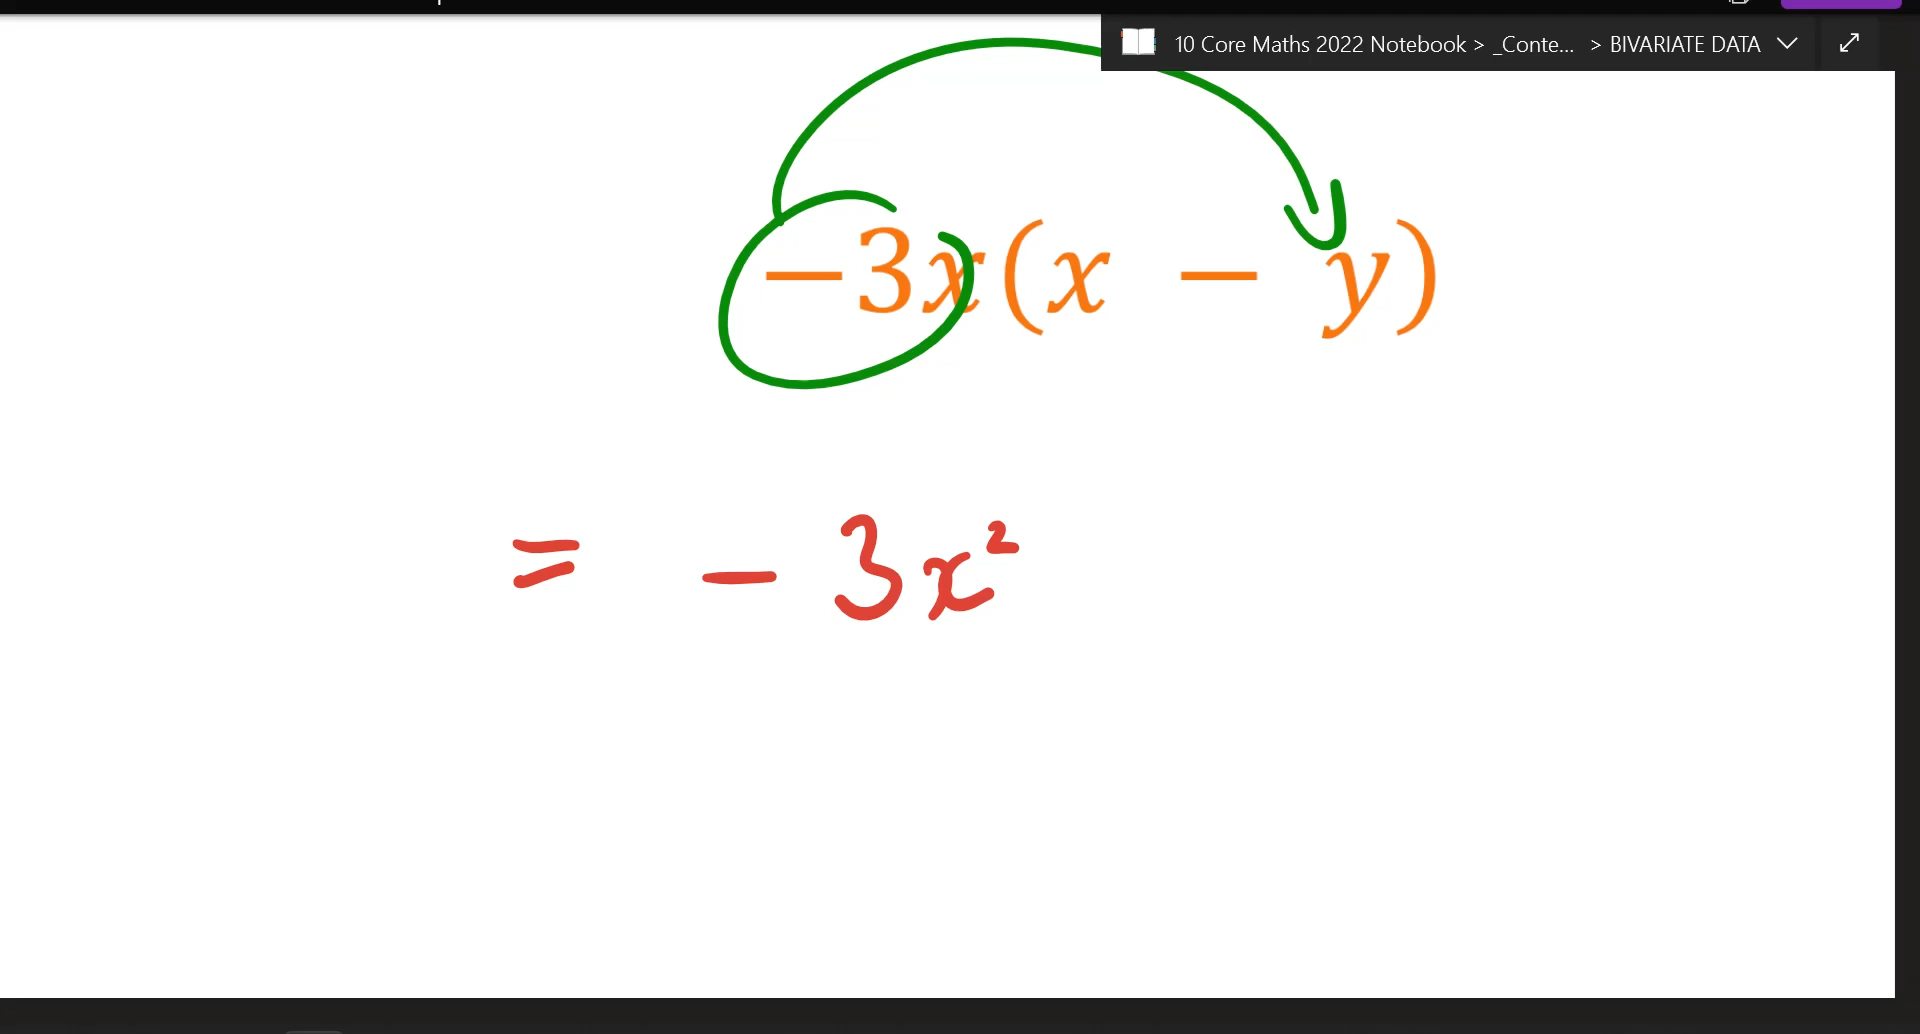 10 Core Maths 2022 Notebook > _Conte... > BIVARIATE DATA
−3x(x − y)
= − 3x²